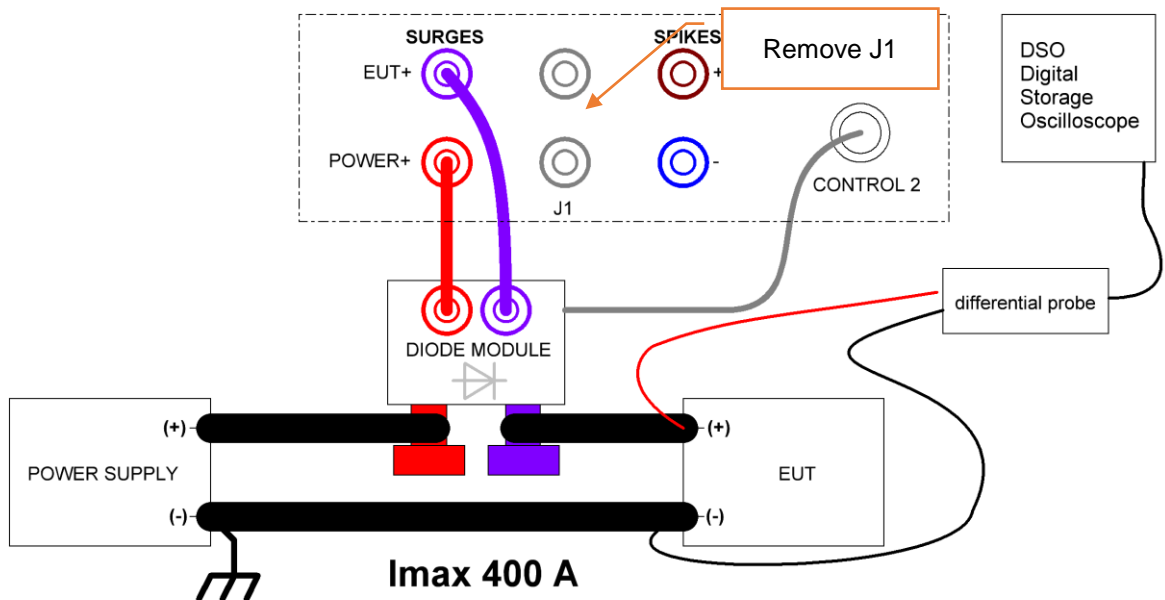 SURGES
SPIKES
Remove J1
EUT+
+
POWER+
-
J1
CONTROL 2
DSO
Digital
Storage
Oscilloscope
differential probe
DIODE MODULE
(+)
(+)
POWER SUPPLY
EUT
(-)
(-)
Imax 400 A